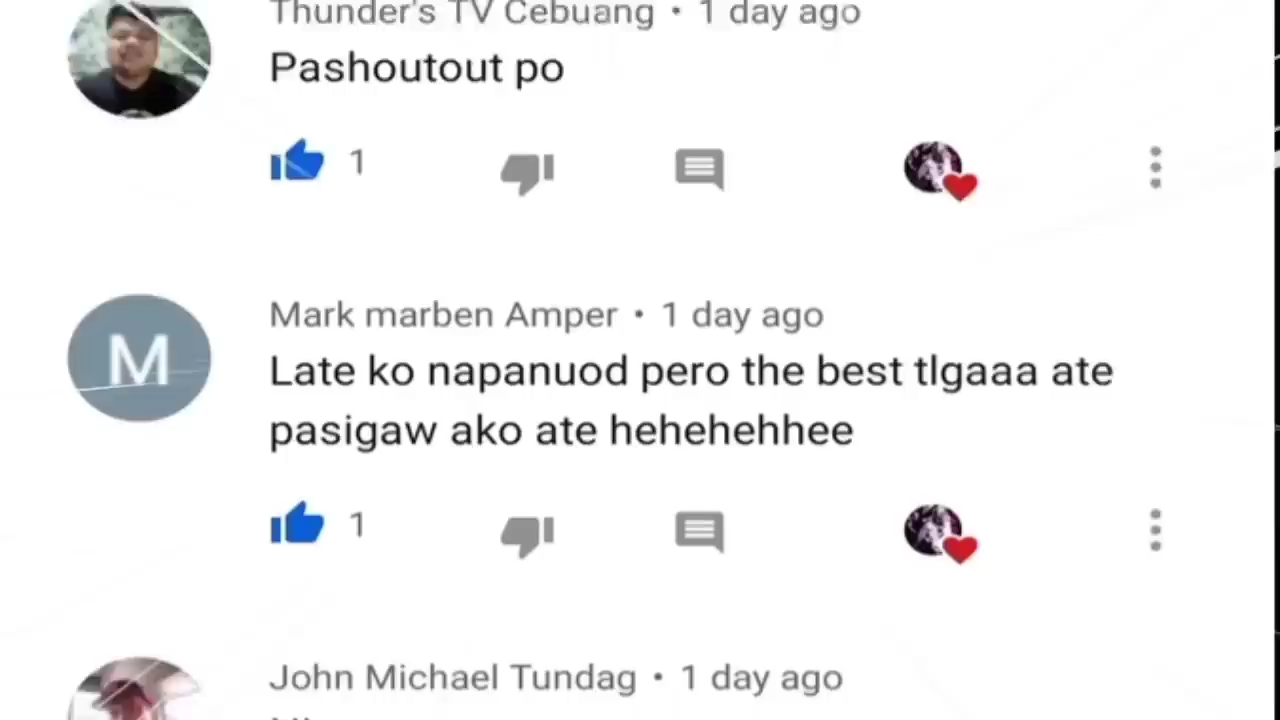 Thunder's TV Cebuang • 1 day ago
Pashoutout po
1
M
Mark marben Amper • 1 day ago
Late ko napanuod pero the best tlgaaa ate
pasigaw ako ate hehehehhee
1
John Michael Tundag • 1 day ago